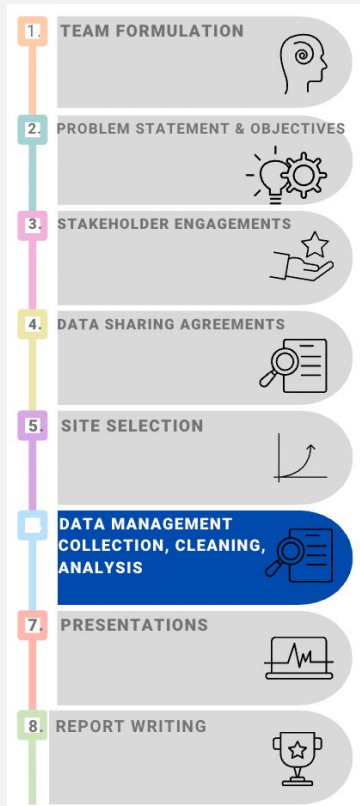 1. TEAM FORMULATION
2. PROBLEM STATEMENT & OBJECTIVES
3. STAKEHOLDER ENGAGEMENTS
4. DATA SHARING AGREEMENTS
5. SITE SELECTION
DATA MANAGEMENT
COLLECTION, CLEANING,
ANALYSIS
7. PRESENTATIONS
8. REPORT WRITING